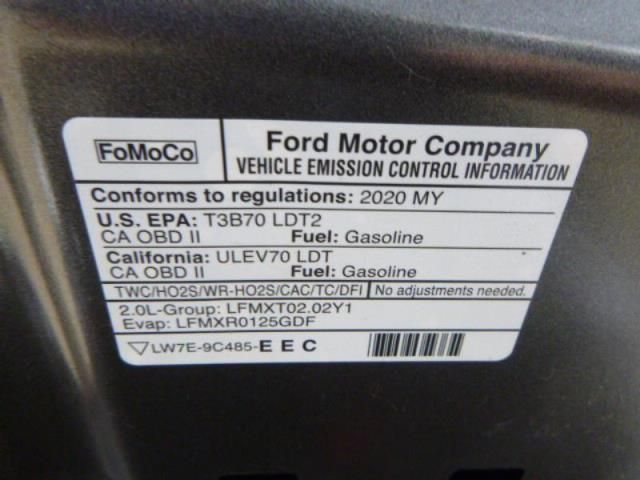 FoMoCo
Ford Motor Company
VEHICLE EMISSION CONTROL INFORMATION
Conforms to regulations: 2020 MY
U.S. EPA: T3B70 LDT2
CA OBD II Fuel: Gasoline
California: ULEV70 LDT
CA OBD II Fuel: Gasoline
TWC/HO2S/WR-HO2S/CAC/TC/DFI No adjustments needed.
2.0L-Group: LFMXT02.02Y1
Evap: LFMXR0125GDF
LW7E-9C485-E E C